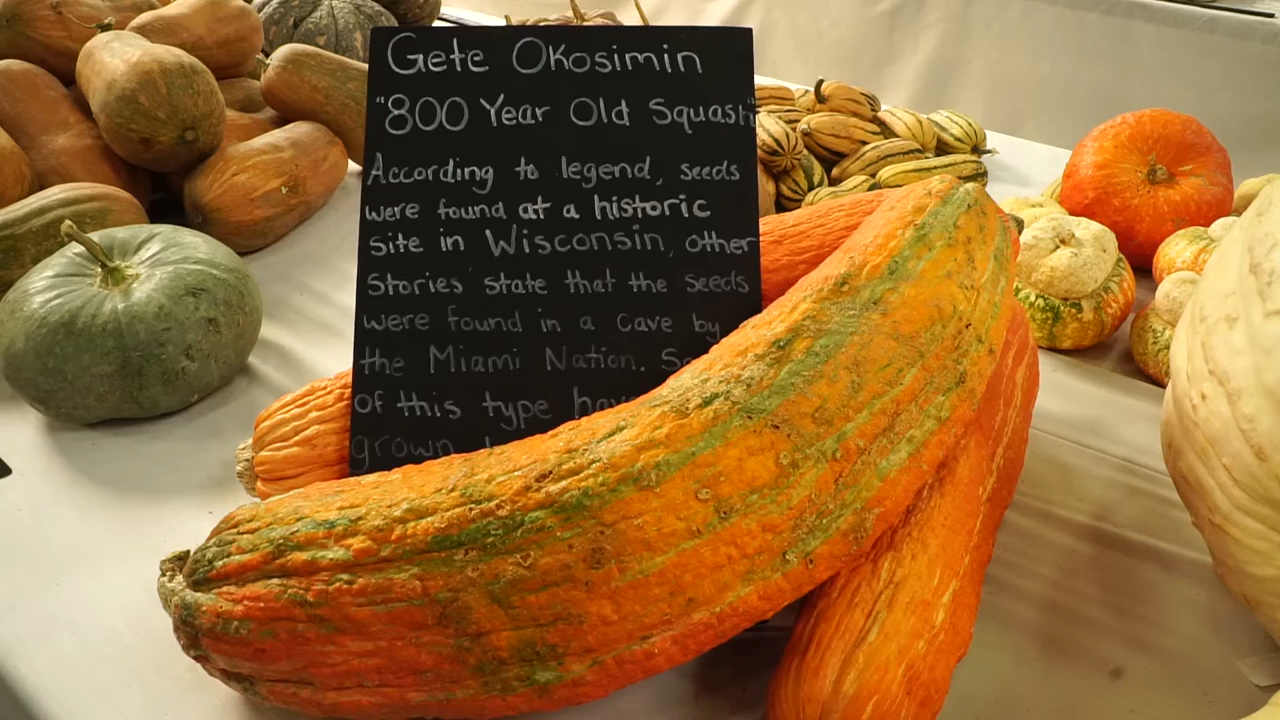 Gete Okosimin
"800 Year Old Squash"
According to legend, seeds
were found at a historic
site in Wisconsin, other
stories state that the seeds
were found in a cave by
the Miami Nation.
of this type
grown